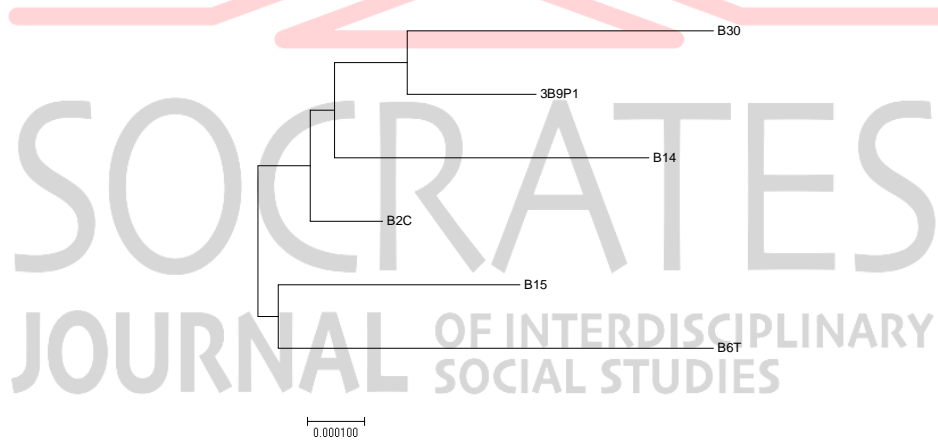 B30
3B9P1
SOCRATES
B14
B2C
B15
JOURNAL OF INTERDISCIPLINARY
SOCIAL STUDIES
B6T
0.000100